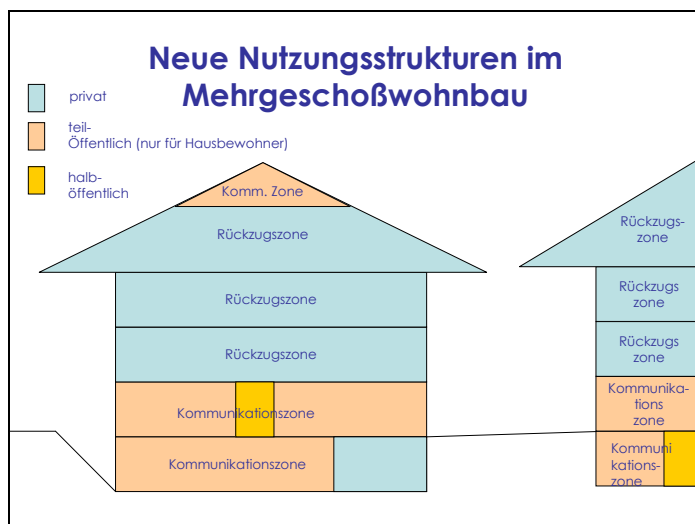 Neue Nutzungsstrukturen im
Mehrgeschoßwohnbau
privat
teil-
Öffentlich (nur für Hausbewohner)
halb-
öffentlich
Komm. Zone
Rückzugszone
Rückzugszone
Rückzugszone
Kommunikationszone
Kommunikationszone
Rückzugs-
zone
Rückzugs
zone
Rückzugs
zone
Kommunika-
tions
zone
Kommuni
kations-
zone